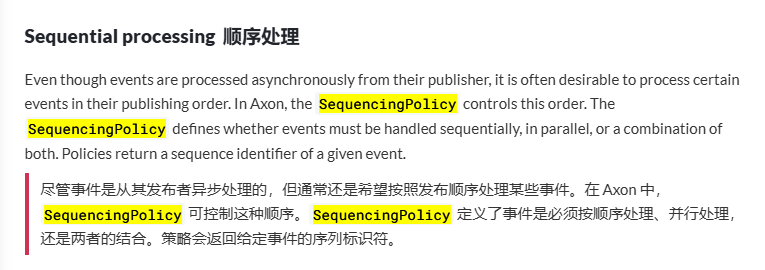 Sequential processing 顺序处理
Even though events are processed asynchronously from their publisher, it is often desirable to process certain
events in their publishing order. In Axon, the SequencingPolicy controls this order. The
SequencingPolicy defines whether events must be handled sequentially, in parallel, or a combination of
both. Policies return a sequence identifier of a given event.
尽管事件是从其发布者异步处理的，但通常还是希望按照发布顺序处理某些事件。在 Axon 中，
SequencingPolicy 可控制这种顺序。 SequencingPolicy 定义了事件是必须按顺序处理、并行处理，
还是两者的结合。策略会返回给定事件的序列标识符。